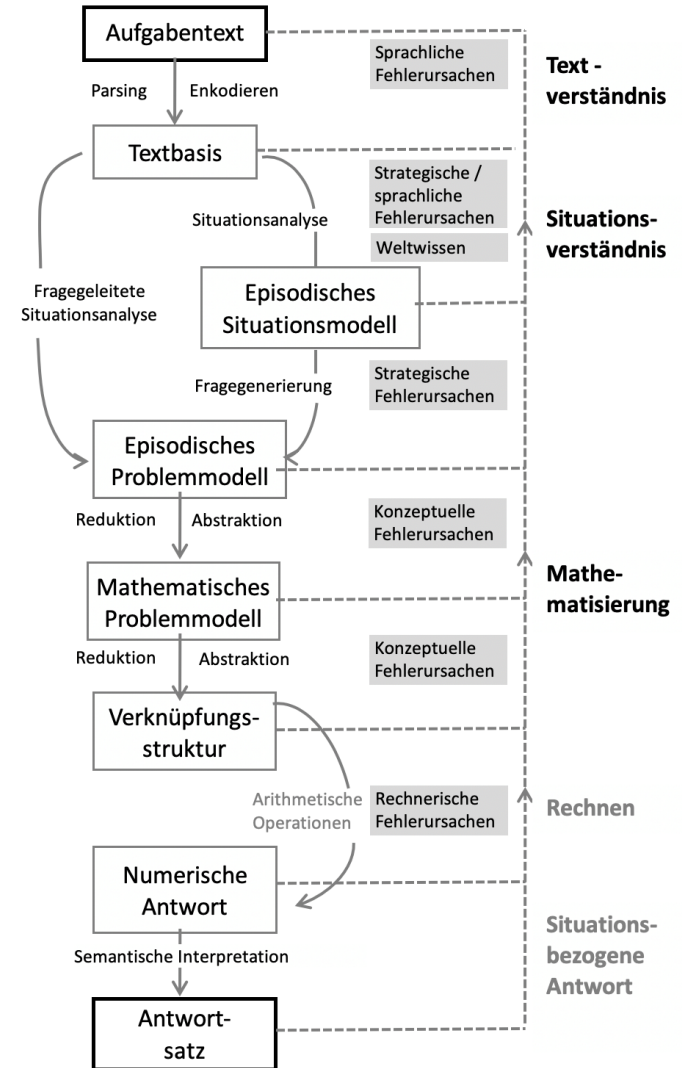 Aufgabentext
Sprachliche
Fehlerursachen
Text -
verständnis
Parsing
Enkodieren
Textbasis
Strategische /
sprachliche
Fehlerursachen
Situationsanalyse
Weltwissen
Situations-
verständnis
Fragegeleitete
Situationsanalyse
Episodisches
Situationsmodell
Fragegenerierung
Strategische
Fehlerursachen
Episodisches
Problemmodell
Reduktion
Abstraktion
Konzeptuelle
Fehlerursachen
Mathematisches
Problemmodell
Mathe-
matisierung
Reduktion
Abstraktion
Konzeptuelle
Fehlerursachen
Verknüpfungs-
struktur
Arithmetische
Operationen
Rechnerische
Fehlerursachen
Rechnen
Numerische
Antwort
Situations-
bezogene
Antwort
Semantische Interpretation
Antwort-
satz